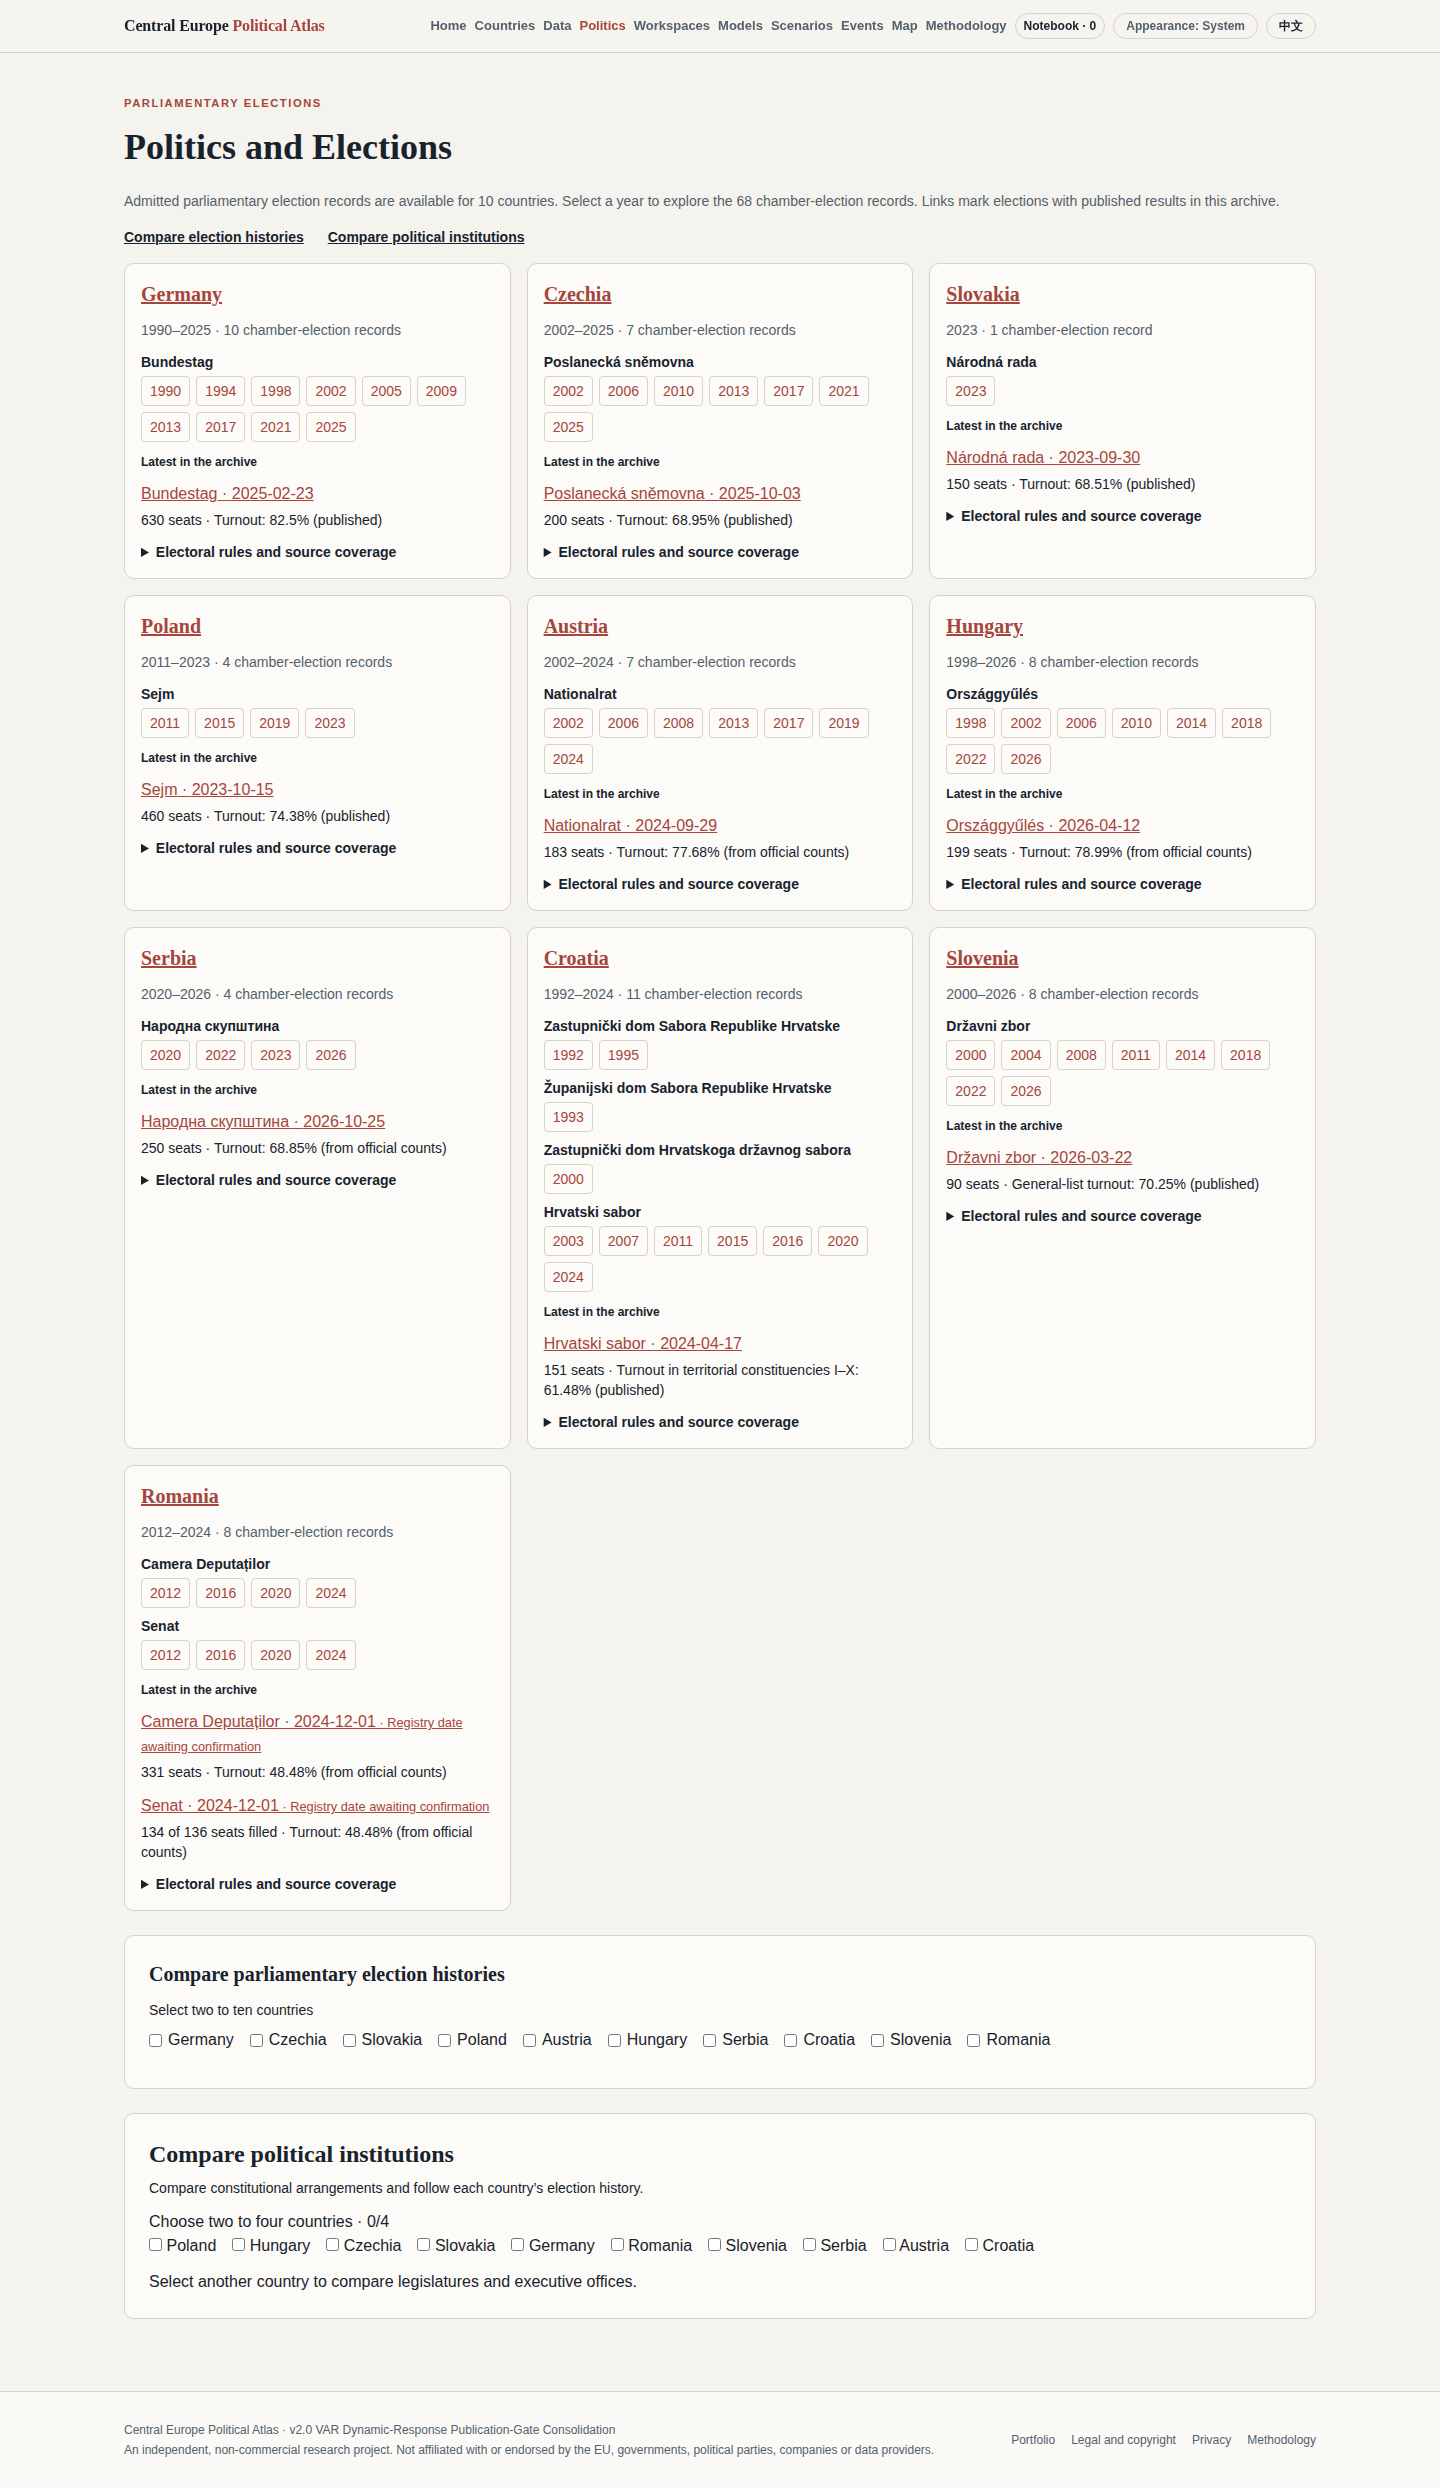 Central Europe Political Atlas
Home Countries Data Politics Workspaces Models Scenarios Events Map Methodology Notebook · 0 Appearance: System 中文
PARLIAMENTARY ELECTIONS
Politics and Elections
Admitted parliamentary election records are available for 10 countries. Select a year to explore the 68 chamber-election records. Links mark elections with published results in this archive.
Compare election histories Compare political institutions
Germany
1990–2025 · 10 chamber-election records
Bundestag
1990 1994 1998 2002 2005 2009
2013 2017 2021 2025
Latest in the archive
Bundestag · 2025-02-23
630 seats · Turnout: 82.5% (published)
▶ Electoral rules and source coverage
Czechia
2002–2025 · 7 chamber-election records
Poslanecká sněmovna
2002 2006 2010 2013 2017 2021
2025
Latest in the archive
Poslanecká sněmovna · 2025-10-03
200 seats · Turnout: 68.95% (published)
▶ Electoral rules and source coverage
Slovakia
2023 · 1 chamber-election record
Národná rada
2023
Latest in the archive
Národná rada · 2023-09-30
150 seats · Turnout: 68.51% (published)
▶ Electoral rules and source coverage
Poland
2011–2023 · 4 chamber-election records
Sejm
2011 2015 2019 2023
Latest in the archive
Sejm · 2023-10-15
460 seats · Turnout: 74.38% (published)
▶ Electoral rules and source coverage
Austria
2002–2024 · 7 chamber-election records
Nationalrat
2002 2006 2008 2013 2017 2019
2024
Latest in the archive
Nationalrat · 2024-09-29
183 seats · Turnout: 77.68% (from official counts)
▶ Electoral rules and source coverage
Hungary
1998–2026 · 8 chamber-election records
Országgyűlés
1998 2002 2006 2010 2014 2018
2022 2026
Latest in the archive
Országgyűlés · 2026-04-12
199 seats · Turnout: 78.99% (from official counts)
▶ Electoral rules and source coverage
Serbia
2020–2026 · 4 chamber-election records
Народна скупштина
2020 2022 2023 2026
Latest in the archive
Народна скупштина · 2026-10-25
250 seats · Turnout: 68.85% (from official counts)
▶ Electoral rules and source coverage
Croatia
1992–2024 · 11 chamber-election records
Zastupnički dom Sabora Republike Hrvatske
1992 1995
Županijski dom Sabora Republike Hrvatske
1993
Zastupnički dom Hrvatskoga državnog sabora
2000
Hrvatski sabor
2003 2007 2011 2015 2016 2020
2024
Latest in the archive
Hrvatski sabor · 2024-04-17
151 seats · Turnout in territorial constituencies I–X:
61.48% (published)
▶ Electoral rules and source coverage
Slovenia
2000–2026 · 8 chamber-election records
Državni zbor
2000 2004 2008 2011 2014 2018
2022 2026
Latest in the archive
Državni zbor · 2026-03-22
90 seats · General-list turnout: 70.25% (published)
▶ Electoral rules and source coverage
Romania
2012–2024 · 8 chamber-election records
Camera Deputaților
2012 2016 2020 2024
Senat
2012 2016 2020 2024
Latest in the archive
Camera Deputaților · 2024-12-01 · Registry date
awaiting confirmation
331 seats · Turnout: 48.48% (from official counts)
Senat · 2024-12-01 · Registry date awaiting confirmation
134 of 136 seats filled · Turnout: 48.48% (from official
counts)
▶ Electoral rules and source coverage
Compare parliamentary election histories
Select two to ten countries
Germany Czechia Slovakia Poland Austria Hungary Serbia Croatia Slovenia Romania
Compare political institutions
Compare constitutional arrangements and follow each country’s election history.
Choose two to four countries · 0/4
Poland Hungary Czechia Slovakia Germany Romania Slovenia Serbia Austria Croatia
Select another country to compare legislatures and executive offices.
Central Europe Political Atlas · v2.0 VAR Dynamic-Response Publication-Gate Consolidation
An independent, non-commercial research project. Not affiliated with or endorsed by the EU, governments, political parties, companies or data providers.
Portfolio Legal and copyright Privacy Methodology